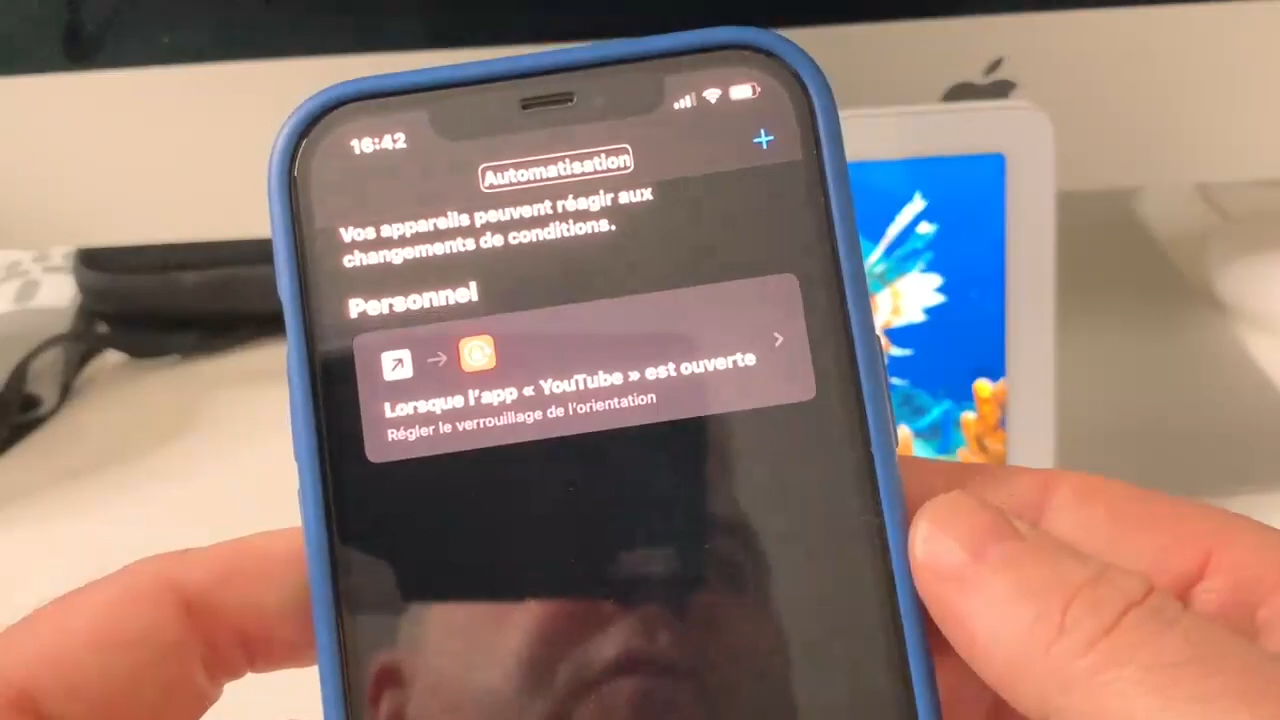 16:42
Automatisation
Vos appareils peuvent réagir aux
changements de conditions.
Personnel
Lorsque l'app « YouTube » est ouverte
Régler le verrouillage de l'orientation